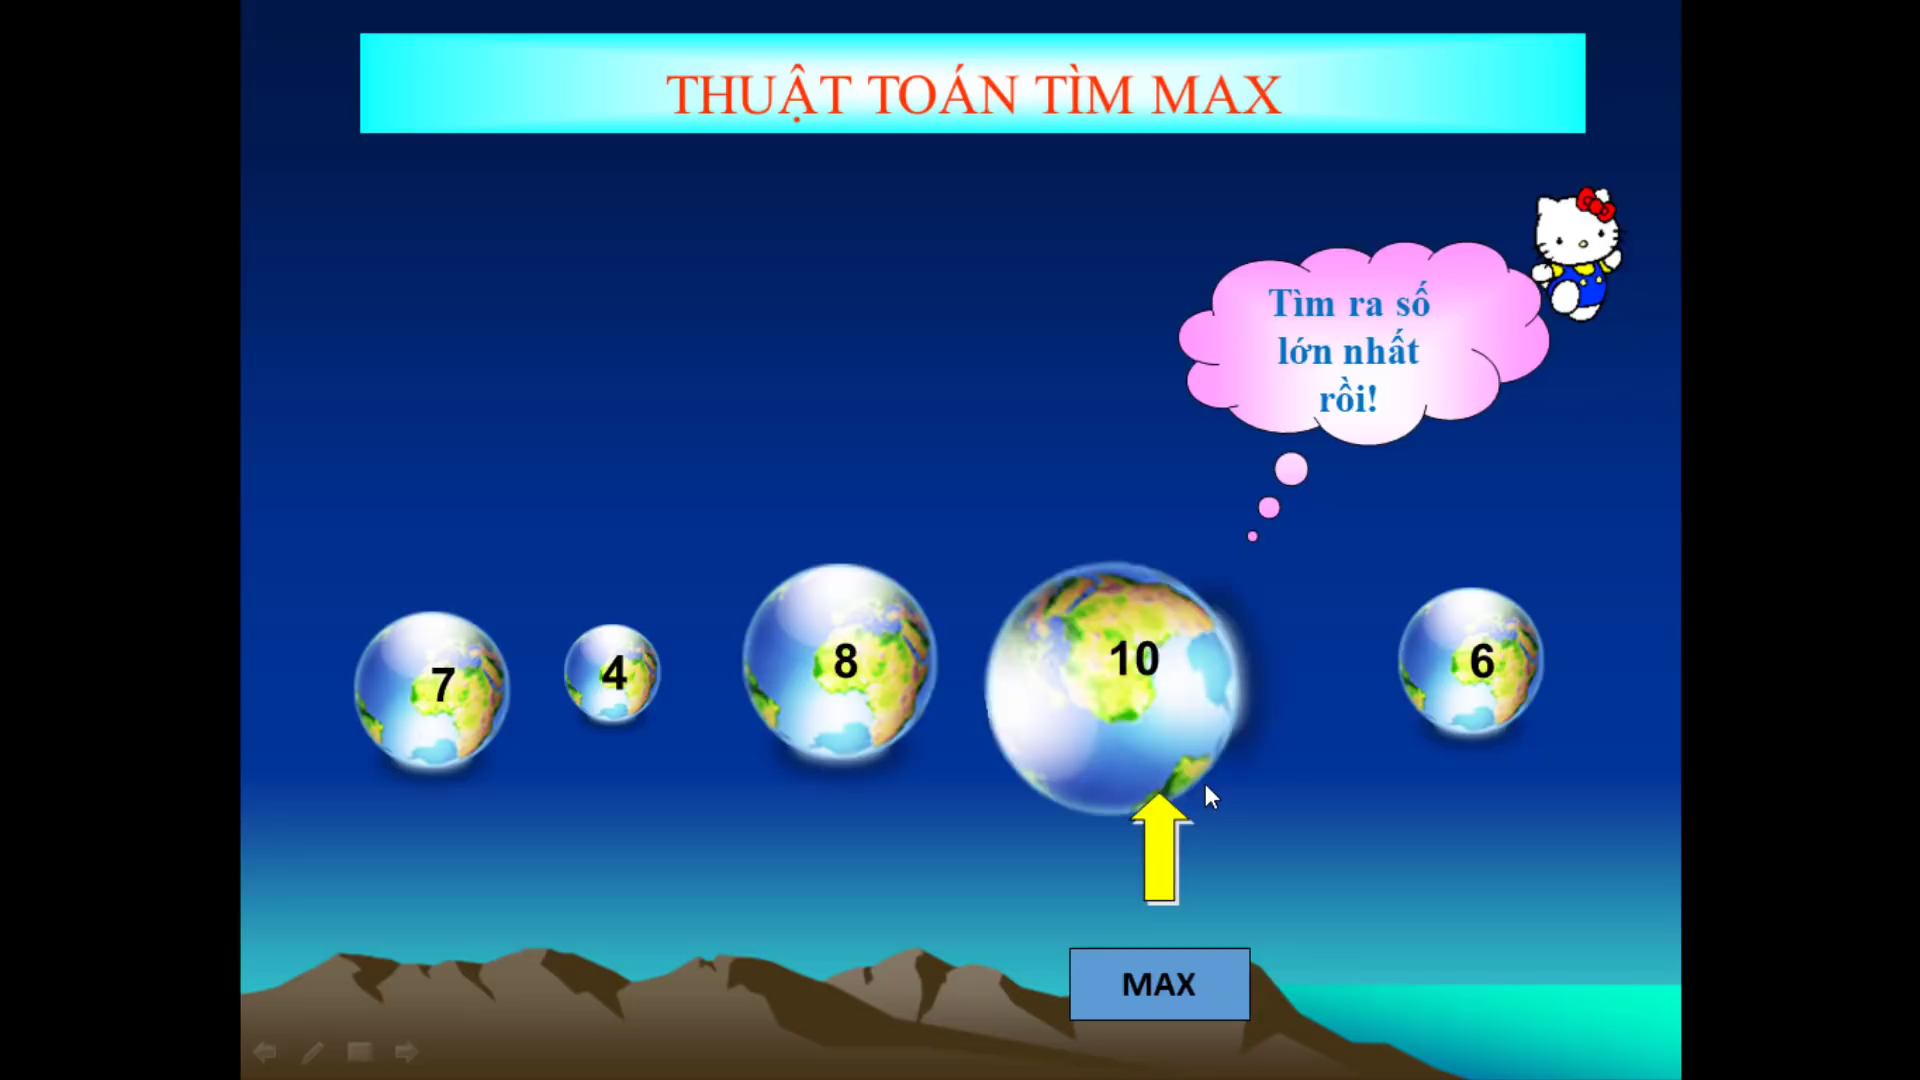 THUẬT TOÁN TÌM MAX
Tìm ra số
lớn nhất
rồi!
7 4 8 10 6
MAX